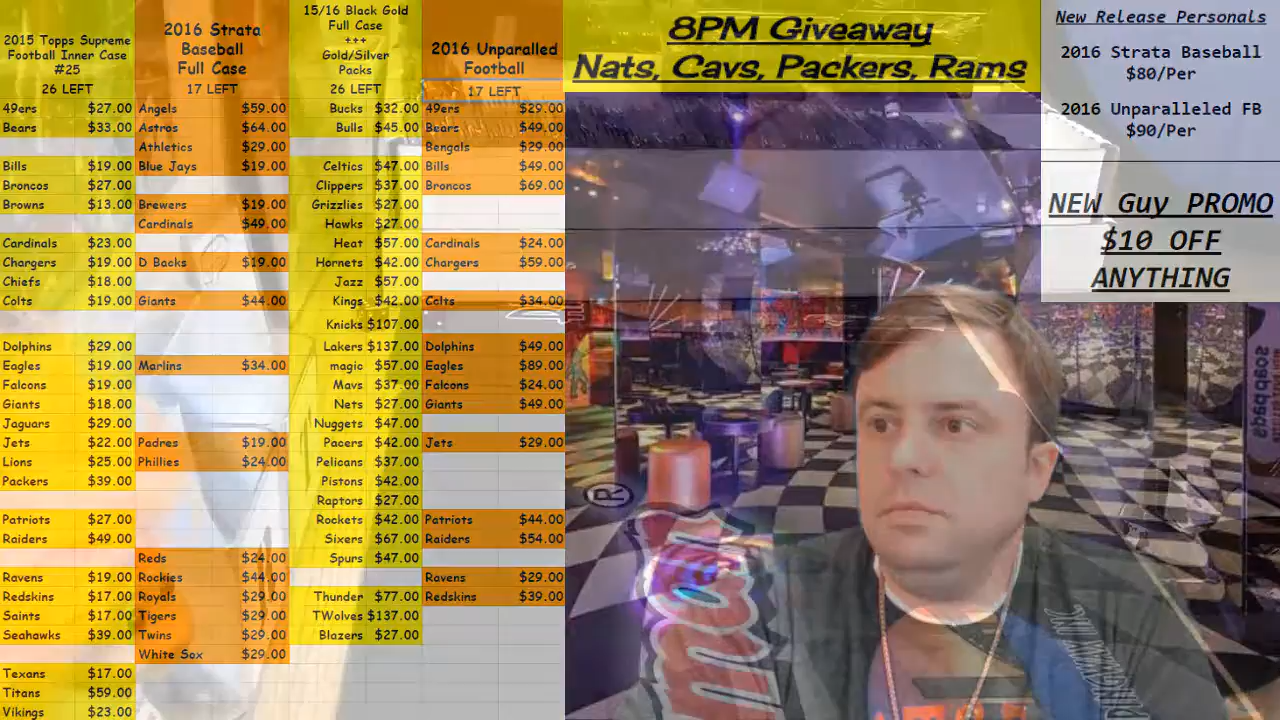 2015 Topps Supreme
Football Inner Case
#25
26 LEFT
49ers $27.00
Bears $33.00
Bills $19.00
Broncos $27.00
Browns $13.00
Cardinals $23.00
Chargers $19.00
Chiefs $18.00
Colts $19.00
Dolphins $29.00
Eagles $19.00
Falcons $19.00
Giants $18.00
Jaguars $29.00
Jets $22.00
Lions $25.00
Packers $39.00
Patriots $27.00
Raiders $49.00
Ravens $19.00
Redskins $17.00
Saints $17.00
Seahawks $39.00
Texans $17.00
Titans $59.00
Vikings $23.00
2016 Strata
Baseball
Full Case
17 LEFT
Angels $59.00
Astros $64.00
Athletics $29.00
Blue Jays $19.00
Brewers $19.00
Cardinals $49.00
D Backs $19.00
Giants $44.00
Marlins $34.00
Padres $19.00
Phillies $24.00
Reds $24.00
Rockies $44.00
Royals $29.00
Tigers $29.00
Twins $29.00
White Sox $29.00
15/16 Black Gold
Full Case
+++
Gold/Silver
Packs
26 LEFT
Bucks $32.00
Bulls $45.00
Celtics $47.00
Clippers $37.00
Grizzlies $27.00
Hawks $27.00
Heat $57.00
Hornets $42.00
Jazz $57.00
Kings $42.00
Knicks $107.00
Lakers $137.00
magic $57.00
Mavs $37.00
Nets $27.00
Nuggets $47.00
Pacers $42.00
Pelicans $37.00
Pistons $42.00
Raptors $27.00
Rockets $42.00
Sixers $67.00
Spurs $47.00
Thunder $77.00
TWolves $137.00
Blazers $27.00
2016 Unparalled
Football
17 LEFT
49ers $29.00
Bears $49.00
Bengals $29.00
Bills $49.00
Broncos $69.00
Cardinals $24.00
Chargers $59.00
Colts $34.00
Dolphins $49.00
Eagles $89.00
Falcons $24.00
Giants $49.00
Jets $29.00
Patriots $44.00
Raiders $54.00
Ravens $29.00
Redskins $39.00
8PM Giveaway
Nats, Cavs, Packers, Rams
New Release Personals
2016 Strata Baseball
$80/Per
2016 Unparalleled FB
$90/Per
NEW Guy PROMO
$10 OFF
ANYTHING
®